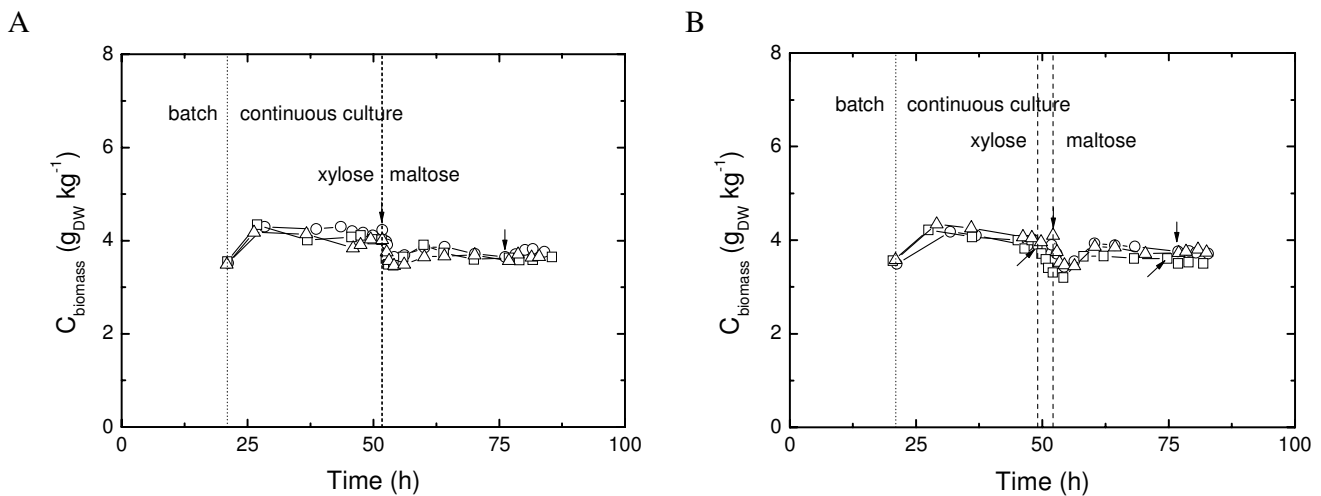 A
8
6
4
2
0
batch
continuous culture
xylose
maltose
0
25
50
75
100
C_biomass (g_DW kg^-1)
Time (h)
B
8
6
4
2
0
batch
continuous culture
xylose
maltose
0
25
50
75
100
C_biomass (g_DW kg^-1)
Time (h)